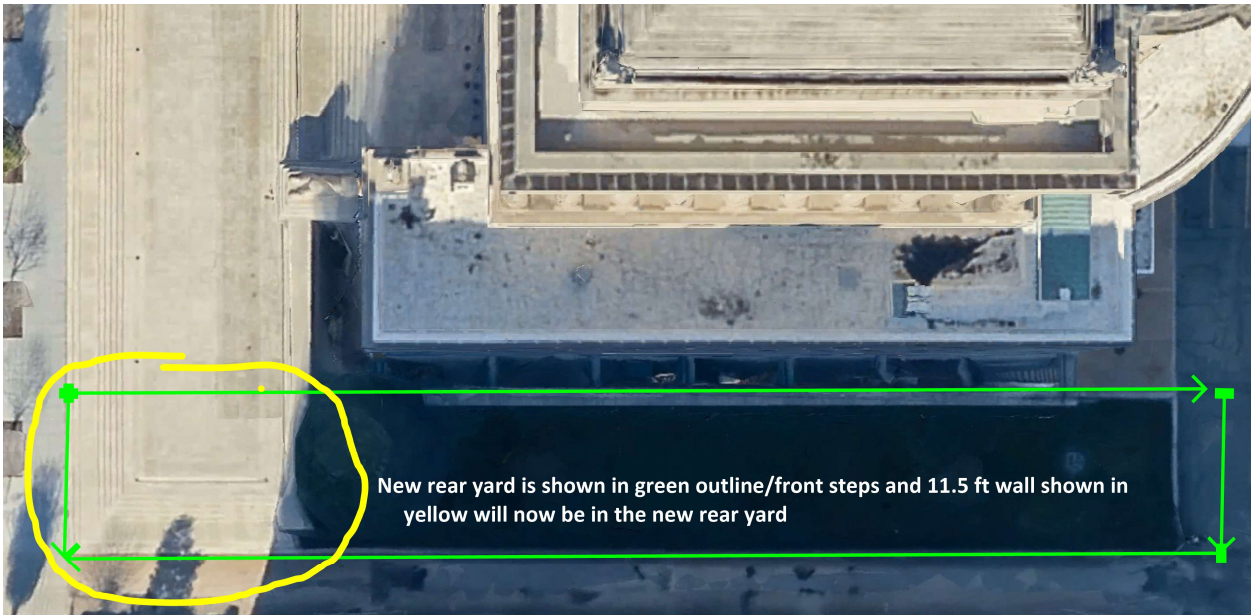 New rear yard is shown in green outline/front steps and 11.5 ft wall shown in
yellow will now be in the new rear yard